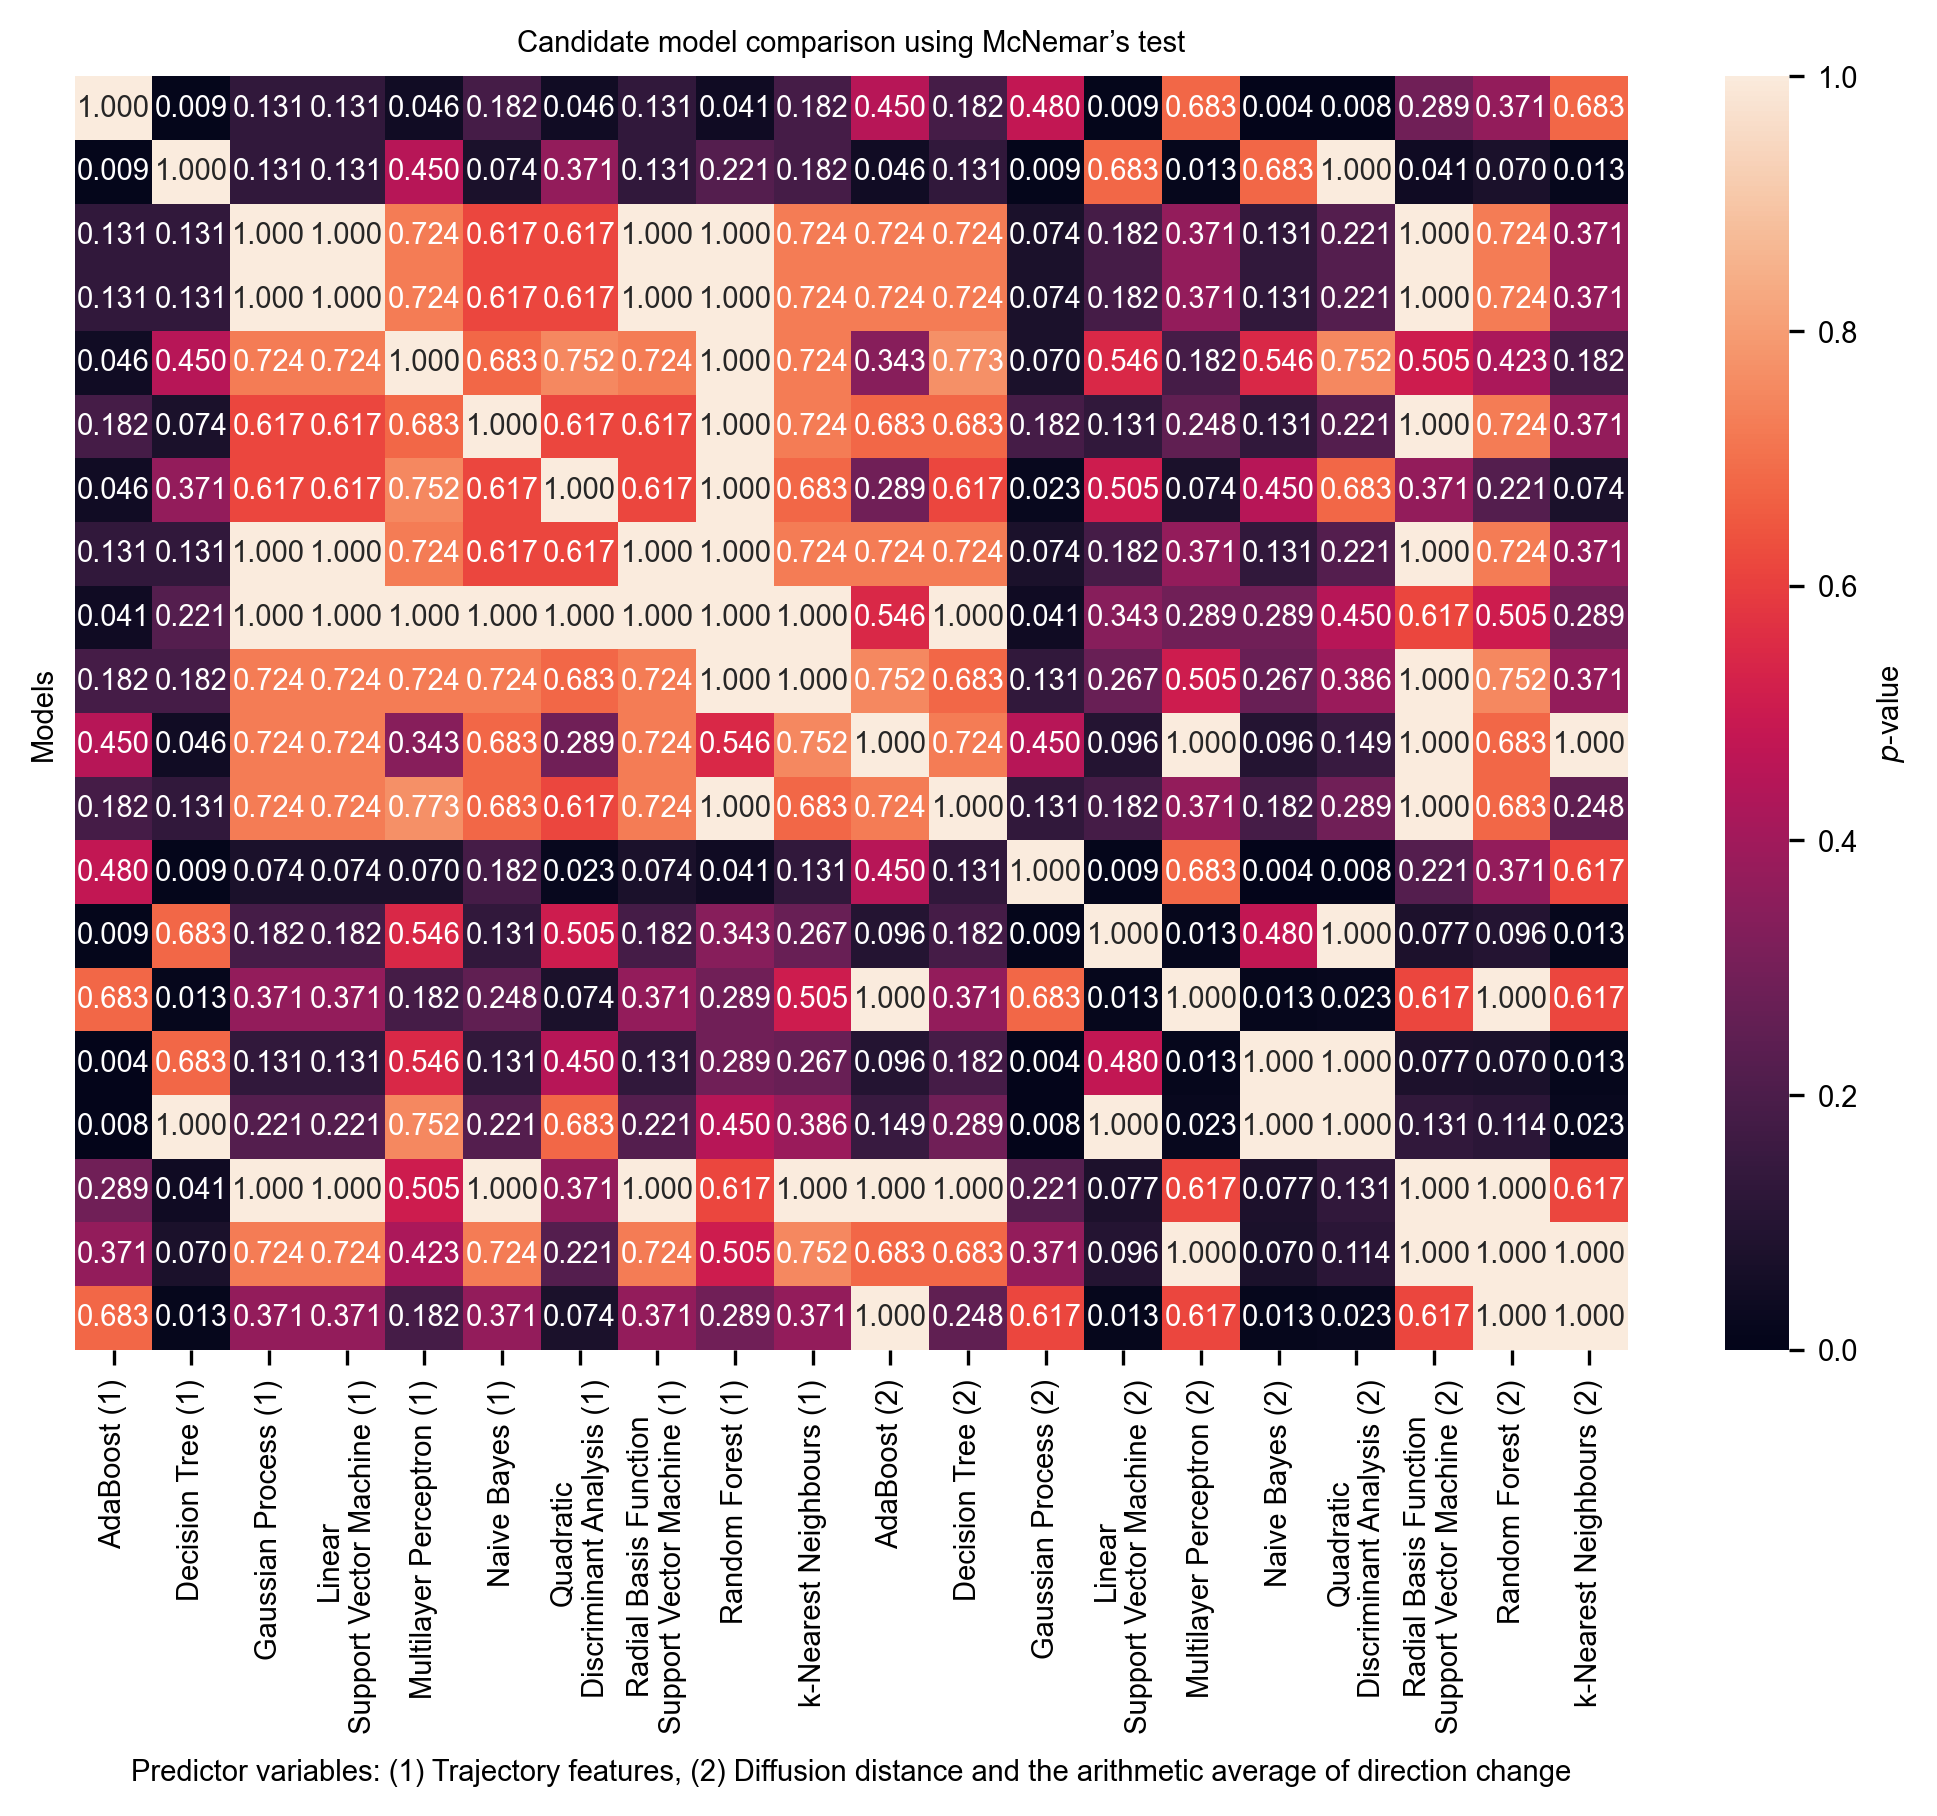 Candidate model comparison using McNemar’s test
1.000 0.009 0.131 0.131 0.046 0.182 0.046 0.131 0.041 0.182 0.450 0.182 0.480 0.009 0.683 0.004 0.008 0.289 0.371 0.683
0.009 1.000 0.131 0.131 0.450 0.074 0.371 0.131 0.221 0.182 0.046 0.131 0.009 0.683 0.013 0.683 1.000 0.041 0.070 0.013
0.131 0.131 1.000 1.000 0.724 0.617 0.617 1.000 1.000 0.724 0.724 0.724 0.074 0.182 0.371 0.131 0.221 1.000 0.724 0.371
0.131 0.131 1.000 1.000 0.724 0.617 0.617 1.000 1.000 0.724 0.724 0.724 0.074 0.182 0.371 0.131 0.221 1.000 0.724 0.371
0.046 0.450 0.724 0.724 1.000 0.683 0.752 0.724 1.000 0.724 0.343 0.773 0.070 0.546 0.182 0.546 0.752 0.505 0.423 0.182
0.182 0.074 0.617 0.617 0.683 1.000 0.617 0.617 1.000 0.724 0.683 0.683 0.182 0.131 0.248 0.131 0.221 1.000 0.724 0.371
0.046 0.371 0.617 0.617 0.752 0.617 1.000 0.617 1.000 0.683 0.289 0.617 0.023 0.505 0.074 0.450 0.683 0.371 0.221 0.074
0.131 0.131 1.000 1.000 0.724 0.617 0.617 1.000 1.000 0.724 0.724 0.724 0.074 0.182 0.371 0.131 0.221 1.000 0.724 0.371
0.041 0.221 1.000 1.000 1.000 1.000 1.000 1.000 1.000 1.000 0.546 1.000 0.041 0.343 0.289 0.289 0.450 0.617 0.505 0.289
0.182 0.182 0.724 0.724 0.724 0.724 0.683 0.724 1.000 1.000 0.752 0.683 0.131 0.267 0.505 0.267 0.386 1.000 0.752 0.371
0.450 0.046 0.724 0.724 0.343 0.683 0.289 0.724 0.546 0.752 1.000 0.724 0.450 0.096 1.000 0.096 0.149 1.000 0.683 1.000
0.182 0.131 0.724 0.724 0.773 0.683 0.617 0.724 1.000 0.683 0.724 1.000 0.131 0.182 0.371 0.182 0.289 1.000 0.683 0.248
0.480 0.009 0.074 0.074 0.070 0.182 0.023 0.074 0.041 0.131 0.450 0.131 1.000 0.009 0.683 0.004 0.008 0.221 0.371 0.617
0.009 0.683 0.182 0.182 0.546 0.131 0.505 0.182 0.343 0.267 0.096 0.182 0.009 1.000 0.013 0.480 1.000 0.077 0.096 0.013
0.683 0.013 0.371 0.371 0.182 0.248 0.074 0.371 0.289 0.505 1.000 0.371 0.683 0.013 1.000 0.013 0.023 0.617 1.000 0.617
0.004 0.683 0.131 0.131 0.546 0.131 0.450 0.131 0.289 0.267 0.096 0.182 0.004 0.480 0.013 1.000 1.000 0.077 0.070 0.013
0.008 1.000 0.221 0.221 0.752 0.221 0.683 0.221 0.450 0.386 0.149 0.289 0.008 1.000 0.023 1.000 1.000 0.131 0.114 0.023
0.289 0.041 1.000 1.000 0.505 1.000 0.371 1.000 0.617 1.000 1.000 1.000 0.221 0.077 0.617 0.077 0.131 1.000 1.000 0.617
0.371 0.070 0.724 0.724 0.423 0.724 0.221 0.724 0.505 0.752 0.683 0.683 0.371 0.096 1.000 0.070 0.114 1.000 1.000 1.000
0.683 0.013 0.371 0.371 0.182 0.371 0.074 0.371 0.289 0.371 1.000 0.248 0.617 0.013 0.617 0.013 0.023 0.617 1.000 1.000
Models
AdaBoost (1)
Decision Tree (1)
Gaussian Process (1)
Linear
Support Vector Machine (1)
Multilayer Perceptron (1)
Naive Bayes (1)
Quadratic
Discriminant Analysis (1)
Radial Basis Function
Support Vector Machine (1)
Random Forest (1)
k-Nearest Neighbours (1)
AdaBoost (2)
Decision Tree (2)
Gaussian Process (2)
Linear
Support Vector Machine (2)
Multilayer Perceptron (2)
Naive Bayes (2)
Quadratic
Discriminant Analysis (2)
Radial Basis Function
Support Vector Machine (2)
Random Forest (2)
k-Nearest Neighbours (2)
Predictor variables: (1) Trajectory features, (2) Diffusion distance and the arithmetic average of direction change
1.0
0.8
0.6
0.4
0.2
0.0
p-value